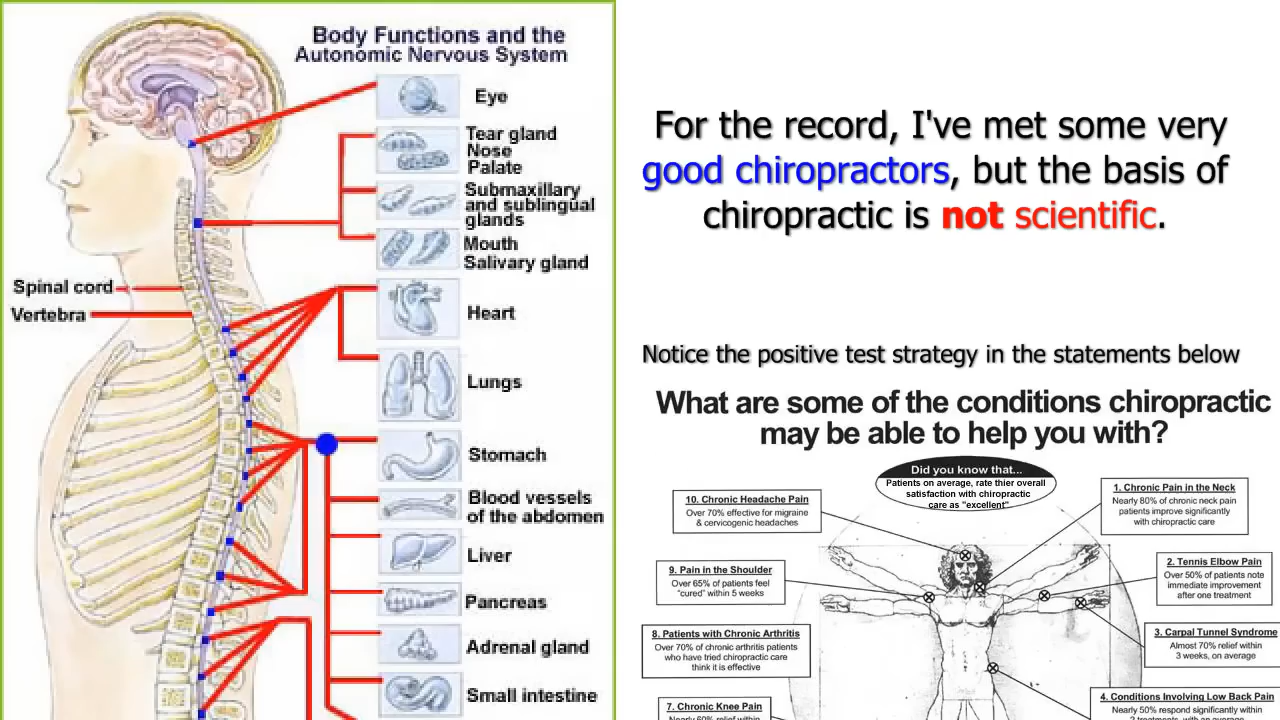 Body Functions and the
Autonomic Nervous System
Eye
Tear gland
Nose
Palate
Submaxillary
and sublingual
glands
Mouth
Salivary gland
Spinal cord
Vertebra
Heart
Lungs
Stomach
Blood vessels
of the abdomen
Liver
Pancreas
Adrenal gland
Small intestine
For the record, I've met some very
good chiropractors, but the basis of
chiropractic is not scientific.
Notice the positive test strategy in the statements below
What are some of the conditions chiropractic
may be able to help you with?
Did you know that...
Patients on average, rate thier overall
satisfaction with chiropractic
care as "excellent"
10. Chronic Headache Pain
Over 70% effective for migraine
& cervicogenic headaches
1. Chronic Pain in the Neck
Nearly 80% of chronic neck pain
patients improve significantly
with chiropractic care
9. Pain in the Shoulder
Over 65% of patients feel
"cured" within 5 weeks
2. Tennis Elbow Pain
Over 50% of patients note
immediate improvement
after one treatment
8. Patients with Chronic Arthritis
Over 70% of chronic arthritis patients
who have tried chiropractic care
think it is effective
3. Carpal Tunnel Syndrome
Almost 70% relief within
3 weeks, on average
7. Chronic Knee Pain
Nearly 60% relief within
4. Conditions Involving Low Back Pain
Nearly 50% respond significantly within
2 treatments, with an average